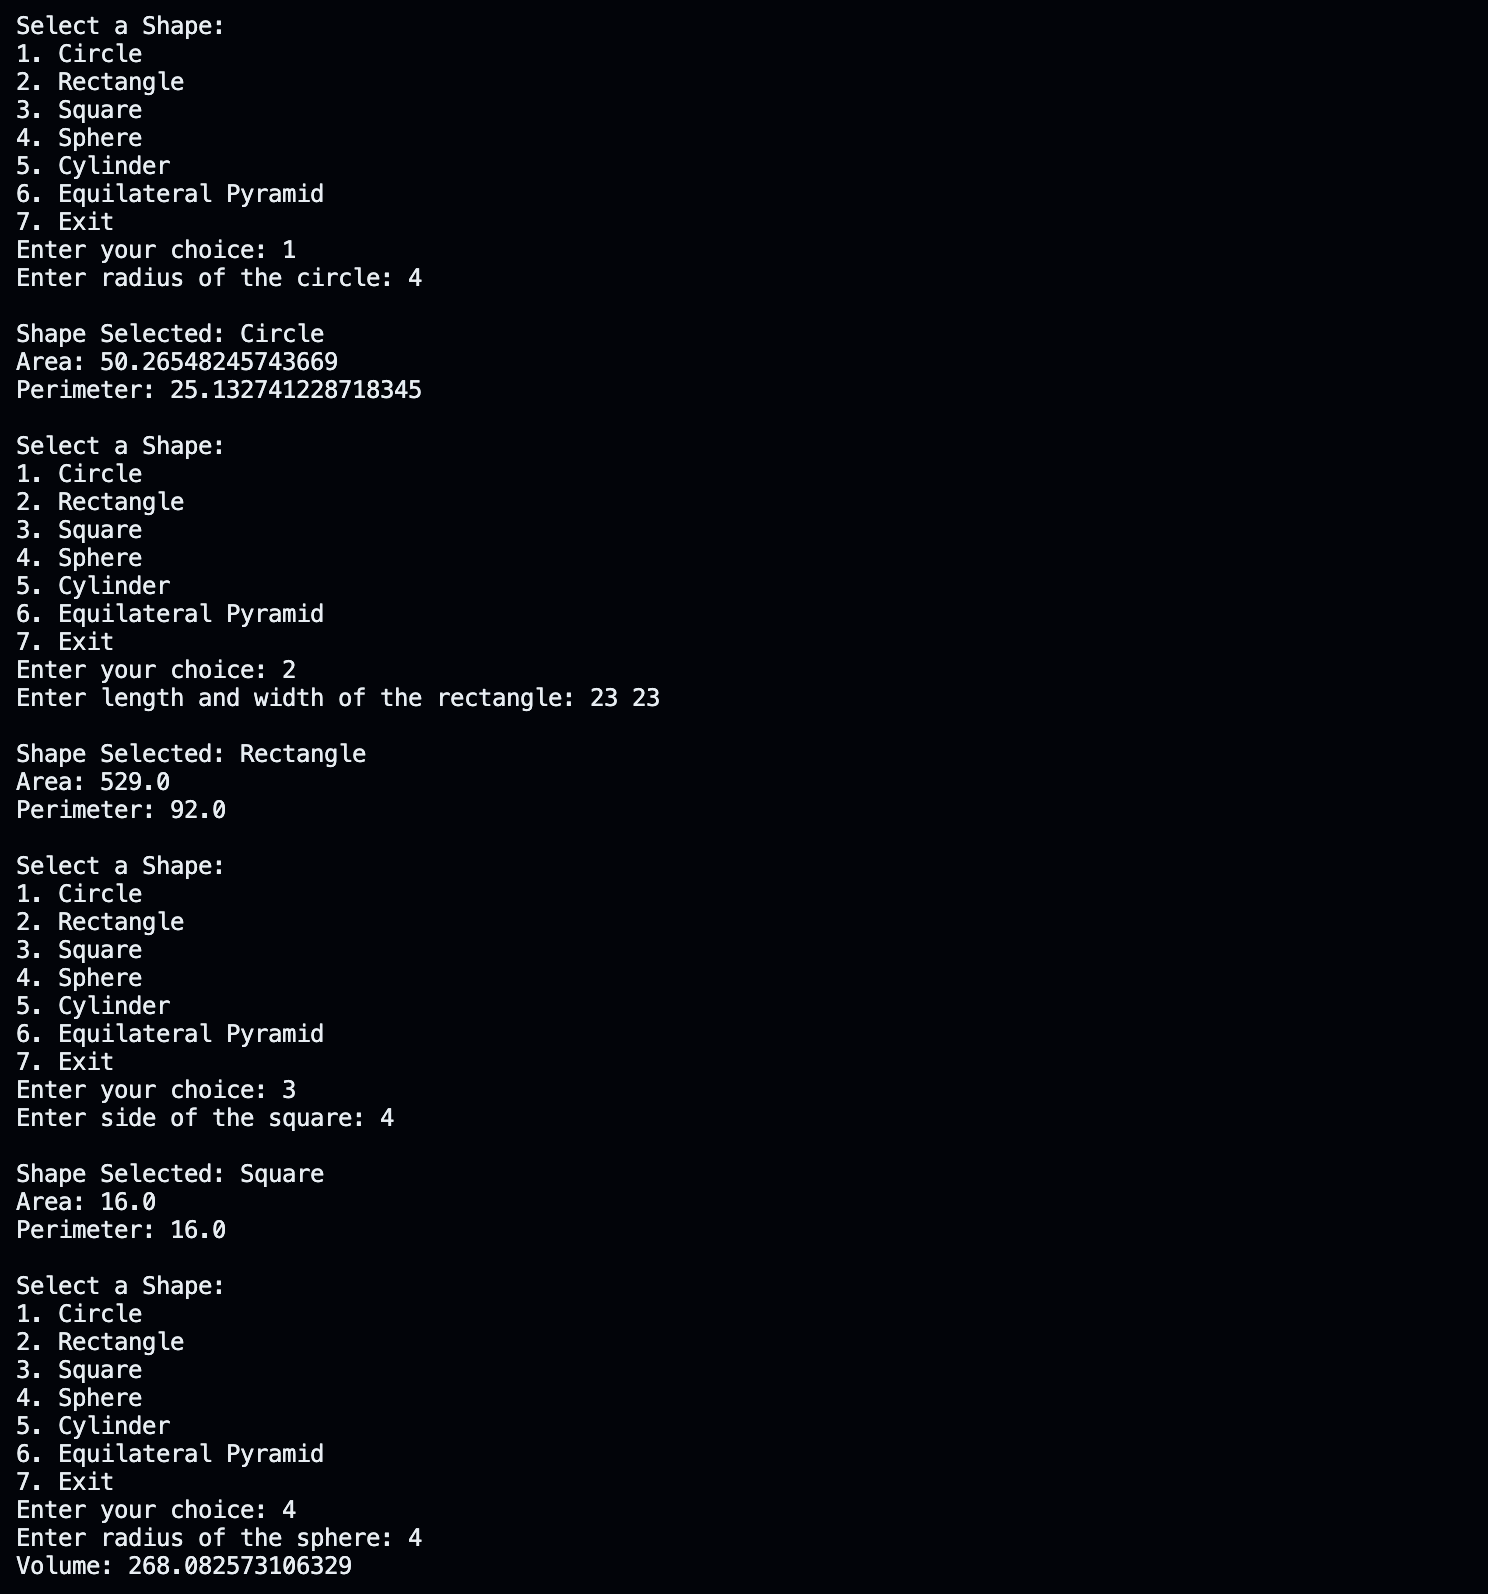 Select a Shape:
1. Circle
2. Rectangle
3. Square
4. Sphere
5. Cylinder
6. Equilateral Pyramid
7. Exit
Enter your choice: 1
Enter radius of the circle: 4
Shape Selected: Circle
Area: 50.26548245743669
Perimeter: 25.132741228718345
Select a Shape:
1. Circle
2. Rectangle
3. Square
4. Sphere
5. Cylinder
6. Equilateral Pyramid
7. Exit
Enter your choice: 2
Enter length and width of the rectangle: 23 23
Shape Selected: Rectangle
Area: 529.0
Perimeter: 92.0
Select a Shape:
1. Circle
2. Rectangle
3. Square
4. Sphere
5. Cylinder
6. Equilateral Pyramid
7. Exit
Enter your choice: 3
Enter side of the square: 4
Shape Selected: Square
Area: 16.0
Perimeter: 16.0
Select a Shape:
1. Circle
2. Rectangle
3. Square
4. Sphere
5. Cylinder
6. Equilateral Pyramid
7. Exit
Enter your choice: 4
Enter radius of the sphere: 4
Volume: 268.082573106329